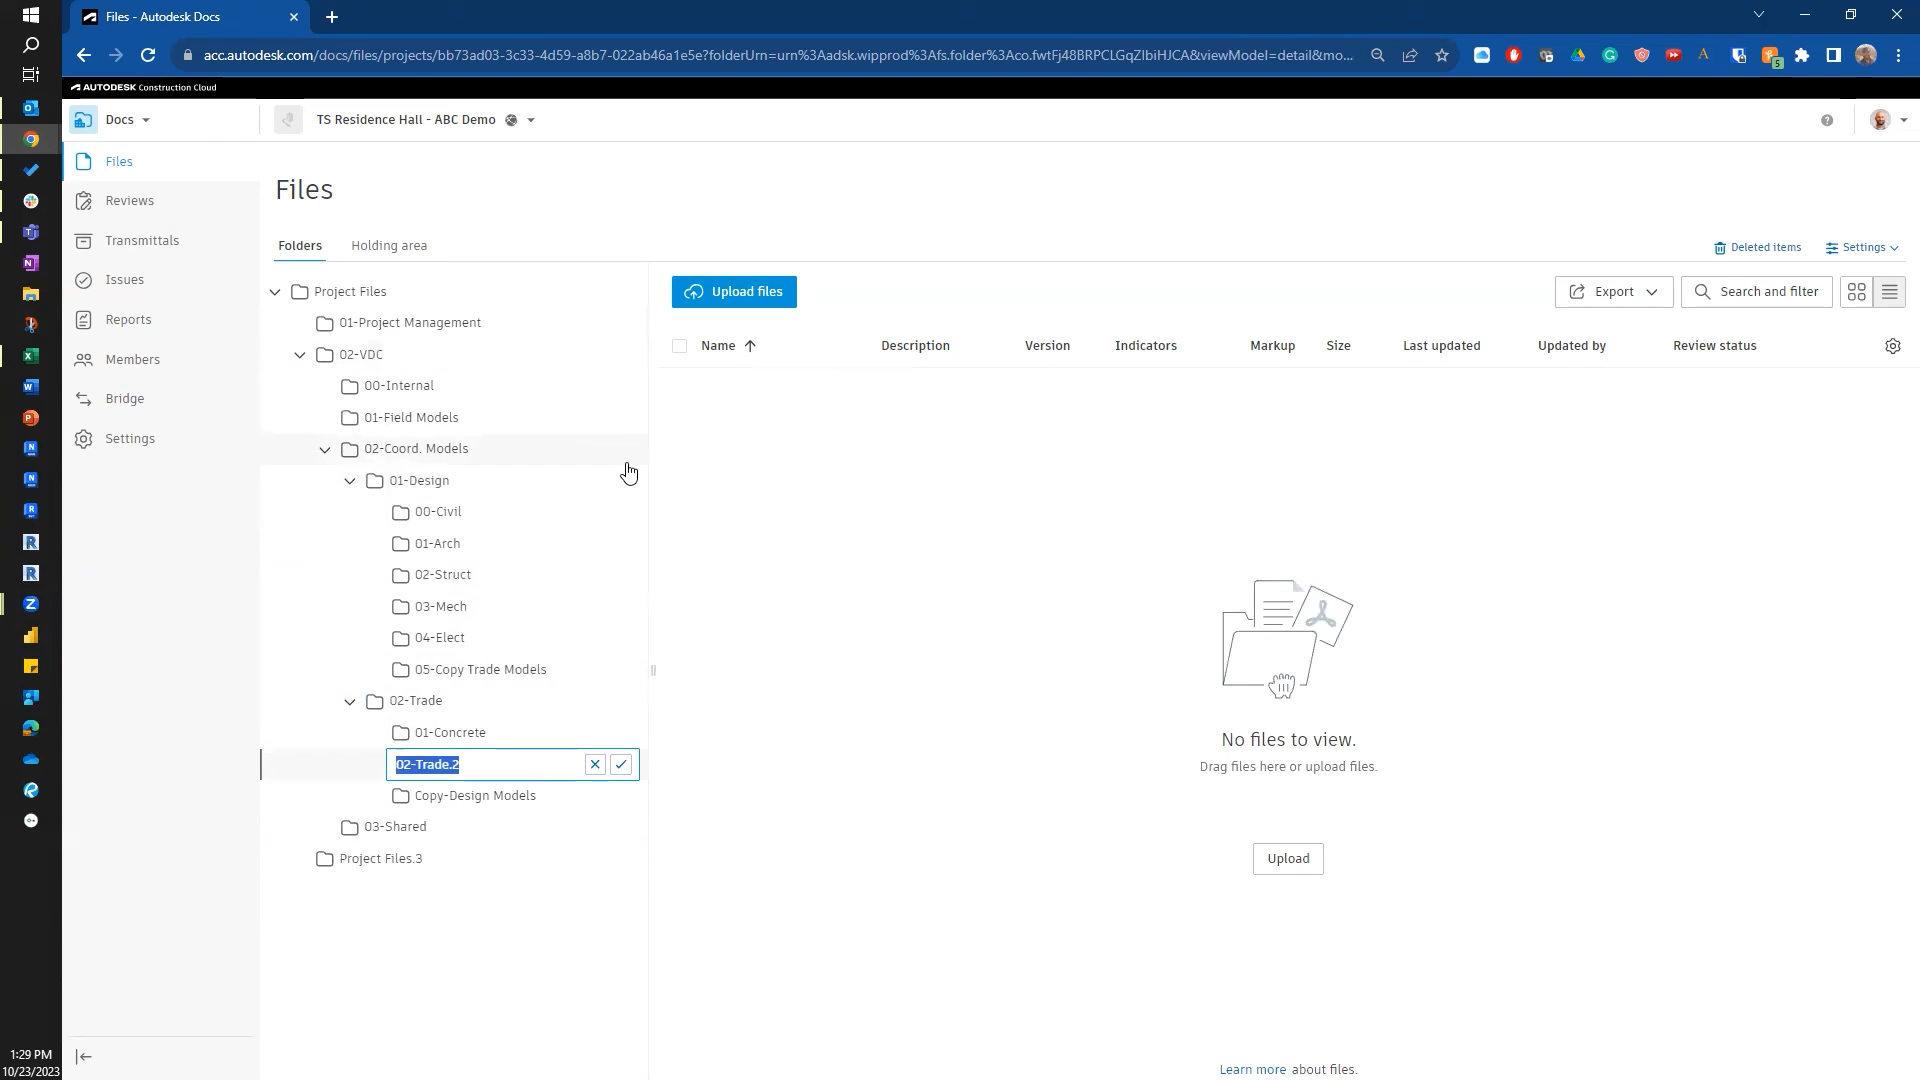 Files - Autodesk Docs
acc.autodesk.com/docs/files/projects/bb73ad03-3c33-4d59-a8b7-022ab46a1e5e?folderUrn=urn%3Aadsk.wipprod%3Afs.folder%3Aco.fwtFj48BRPCLGqZlbiHJCA&viewModel=detail&mo...
AUTODESK Construction Cloud
Docs
TS Residence Hall - ABC Demo
Files
Reviews
Transmittals
Issues
Reports
Members
Bridge
Settings
Files
Folders Holding area
Deleted items Settings
Project Files
01-Project Management
02-VDC
00-Internal
01-Field Models
02-Coord. Models
01-Design
00-Civil
01-Arch
02-Struct
03-Mech
04-Elect
05-Copy Trade Models
02-Trade
01-Concrete
02-Trade.2
Copy-Design Models
03-Shared
Project Files.3
Upload files
Export Search and filter
Name Description Version Indicators Markup Size Last updated Updated by Review status
No files to view.
Drag files here or upload files.
Upload
Learn more about files.
1:29 PM
10/23/2023